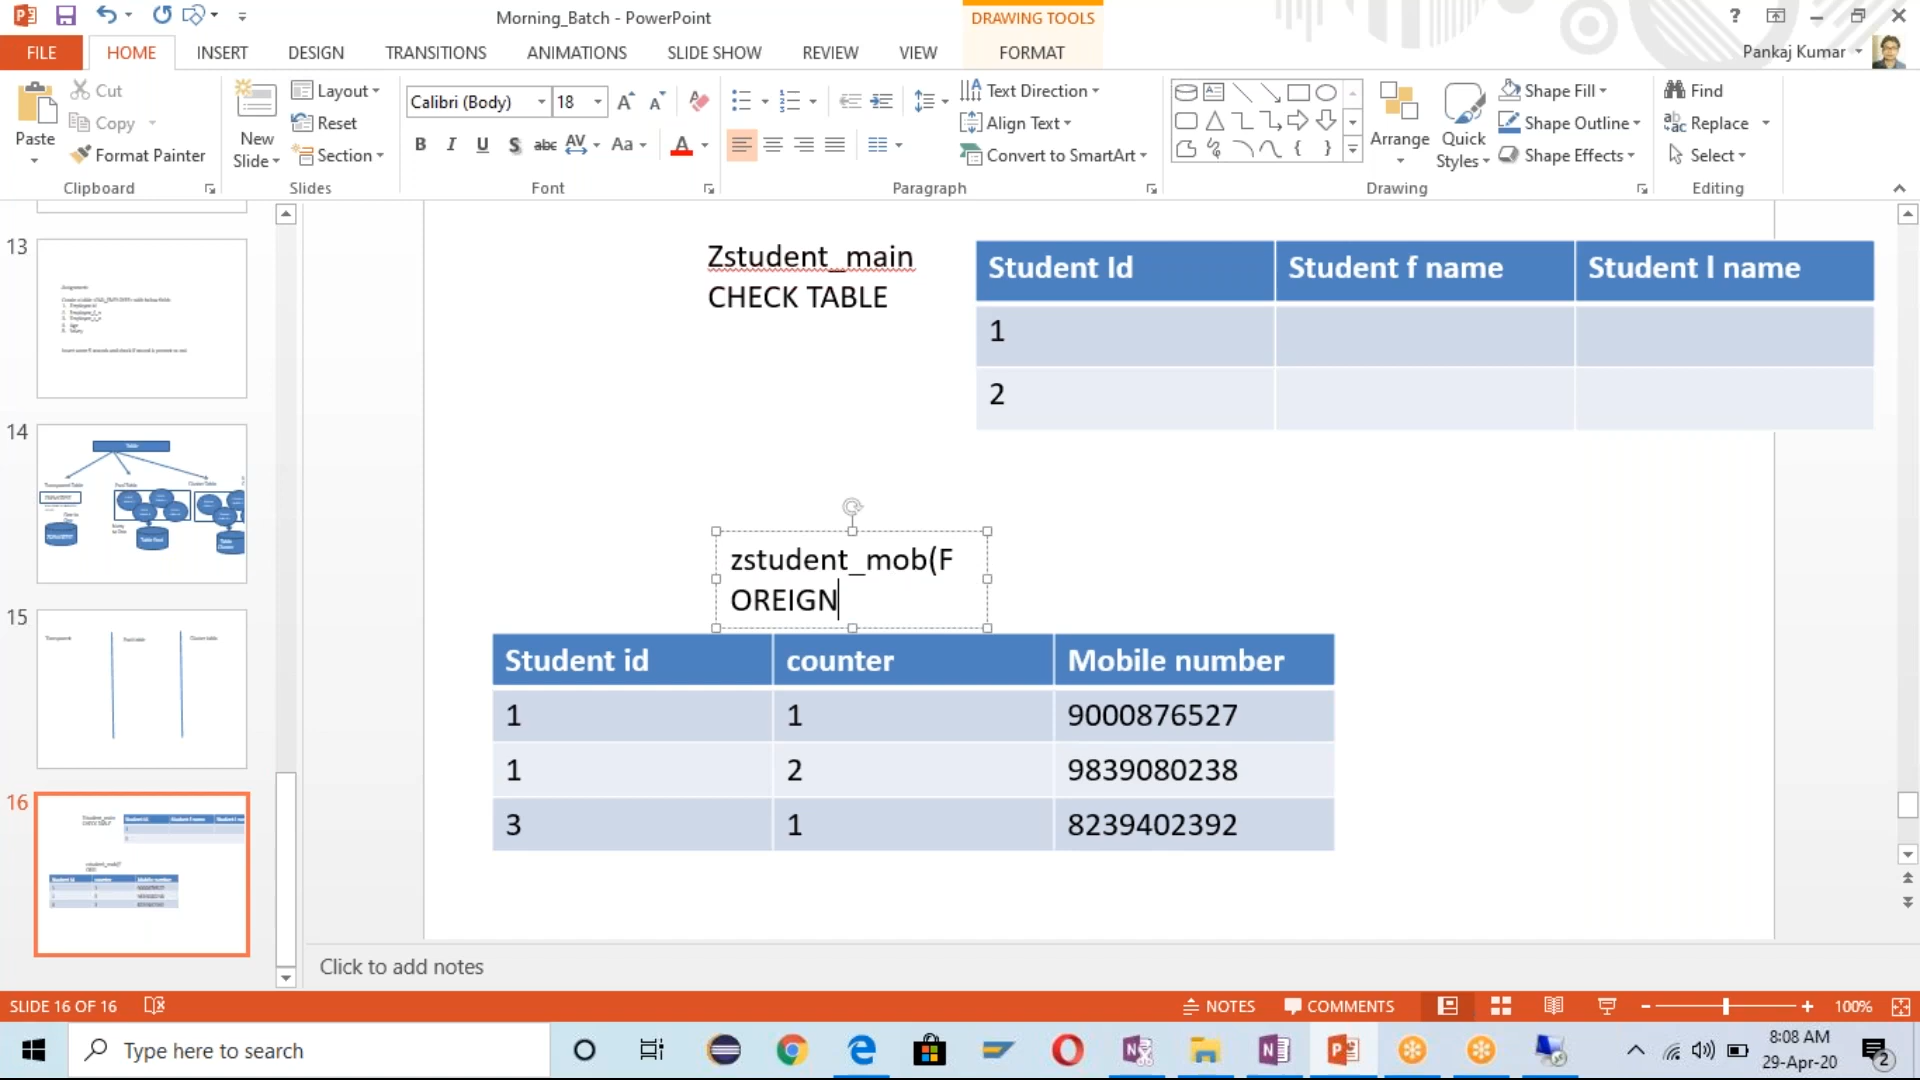 Morning_Batch - PowerPoint
DRAWING TOOLS
?
FILE
HOME
INSERT
DESIGN
TRANSITIONS
ANIMATIONS
SLIDE SHOW
REVIEW
VIEW
FORMAT
Pankaj Kumar
Paste
Cut
Copy
Format Painter
Clipboard
New
Slide
Layout
Reset
Section
Slides
Calibri (Body)
18
B I U S abc AV Aa A
Font
Text Direction
Align Text
Convert to SmartArt
Paragraph
Arrange
Quick
Styles
Shape Fill
Shape Outline
Shape Effects
Drawing
Find
Replace
Select
Editing
13
14
15
16
Zstudent_main
CHECK TABLE
Student Id Student f name Student l name
1
2
zstudent_mob(F
OREIGN
Student id counter Mobile number
1 1 9000876527
1 2 9839080238
3 1 8239402392
Click to add notes
SLIDE 16 OF 16
NOTES
COMMENTS
100%
Type here to search
8:08 AM
29-Apr-20
2